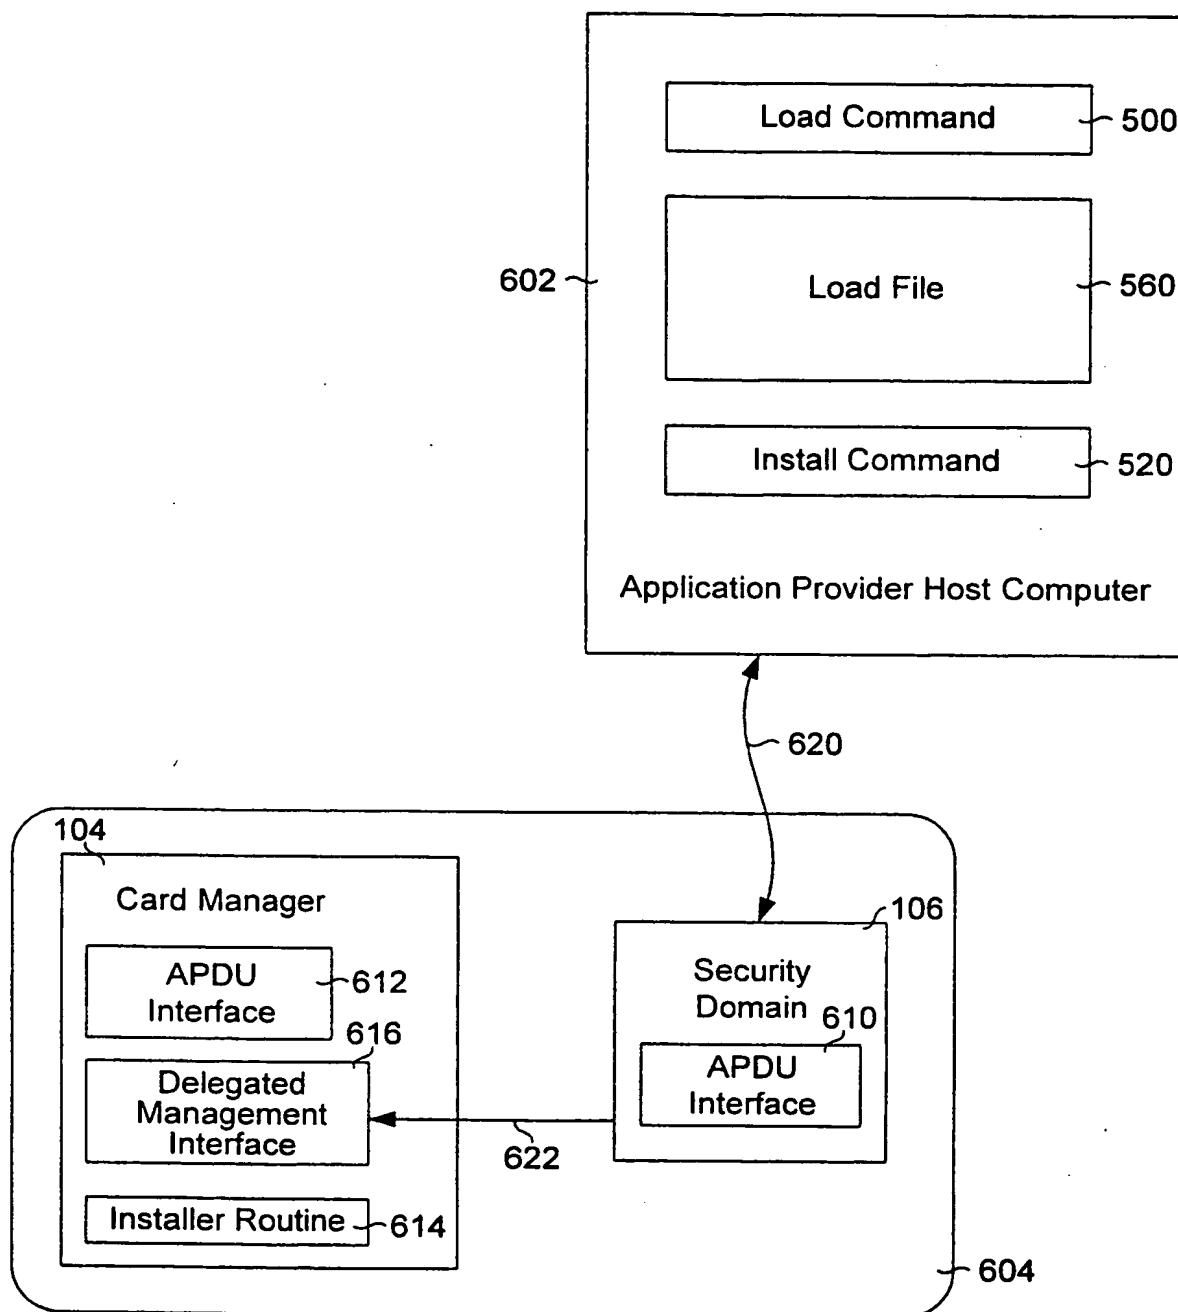 Load Command
500
Load File
560
602
Install Command
520
Application Provider Host Computer
620
104
Card Manager
106
APDU
Interface
612
Security
Domain
616
610
Delegated
Management
Interface
APDU
Interface
622
Installer Routine
614
604